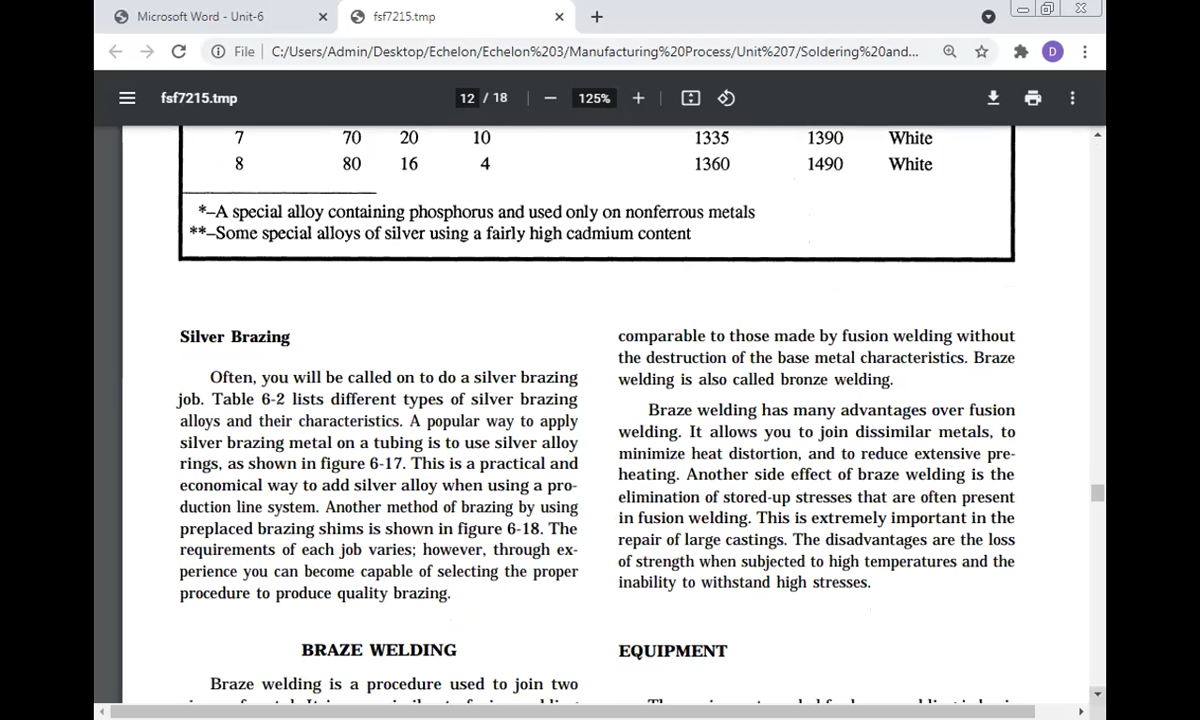 Microsoft Word - Unit-6
fsf7215.tmp
File
C:/Users/Admin/Desktop/Echelon/Echelon%203/Manufacturing%20Process/Unit%207/Soldering%20and...
D
fsf7215.tmp
12 / 18
125%
7 70 20 10 1335 1390 White
8 80 16 4 1360 1490 White
*–A special alloy containing phosphorus and used only on nonferrous metals
**–Some special alloys of silver using a fairly high cadmium content
Silver Brazing
Often, you will be called on to do a silver brazing
job. Table 6-2 lists different types of silver brazing
alloys and their characteristics. A popular way to apply
silver brazing metal on a tubing is to use silver alloy
rings, as shown in figure 6-17. This is a practical and
economical way to add silver alloy when using a pro-
duction line system. Another method of brazing by using
preplaced brazing shims is shown in figure 6-18. The
requirements of each job varies; however, through ex-
perience you can become capable of selecting the proper
procedure to produce quality brazing.
BRAZE WELDING
Braze welding is a procedure used to join two
comparable to those made by fusion welding without
the destruction of the base metal characteristics. Braze
welding is also called bronze welding.
Braze welding has many advantages over fusion
welding. It allows you to join dissimilar metals, to
minimize heat distortion, and to reduce extensive pre-
heating. Another side effect of braze welding is the
elimination of stored-up stresses that are often present
in fusion welding. This is extremely important in the
repair of large castings. The disadvantages are the loss
of strength when subjected to high temperatures and the
inability to withstand high stresses.
EQUIPMENT